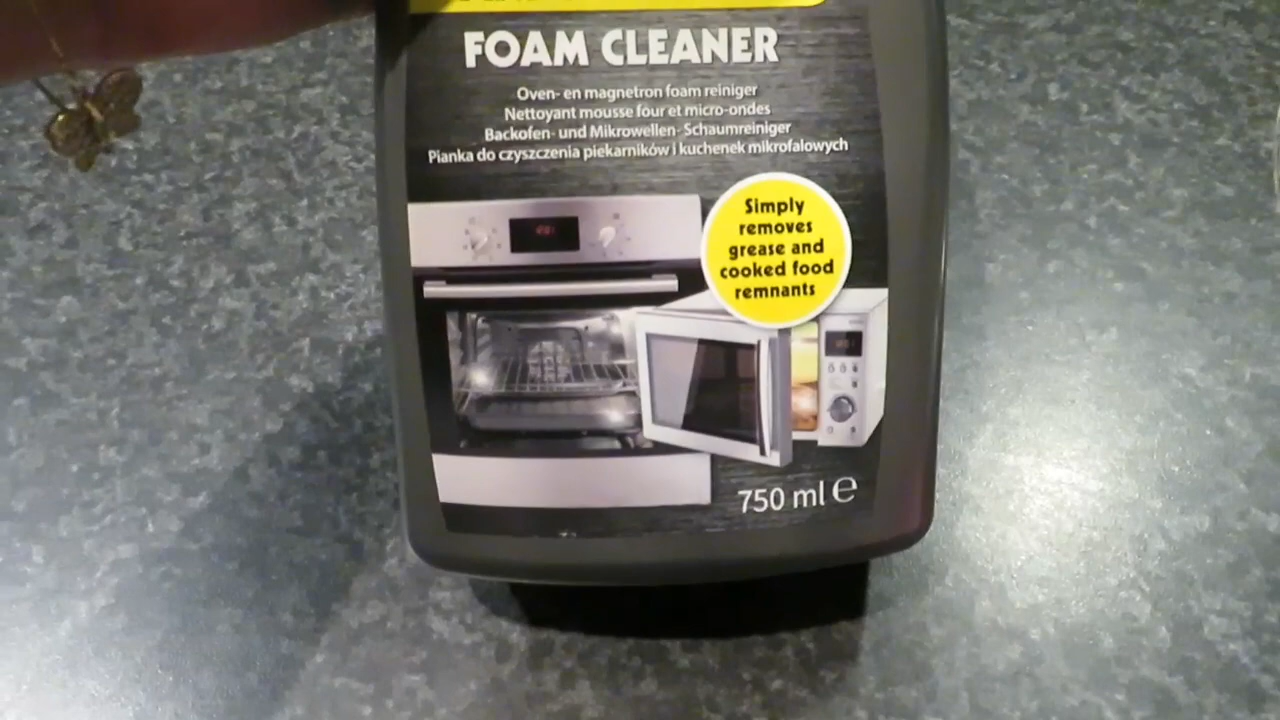 FOAM CLEANER
Oven- en magnetron foam reiniger
Nettoyant mousse four et micro-ondes
Backofen- und Mikrowellen- Schaumreiniger
Pianka do czyszczenia piekarników i kuchenek mikrofalowych
Simply
removes
grease and
cooked food
remnants
750 ml e